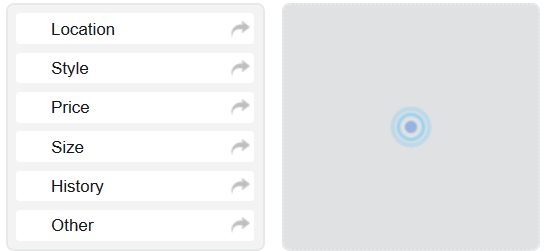 Location
Style
Price
Size
History
Other